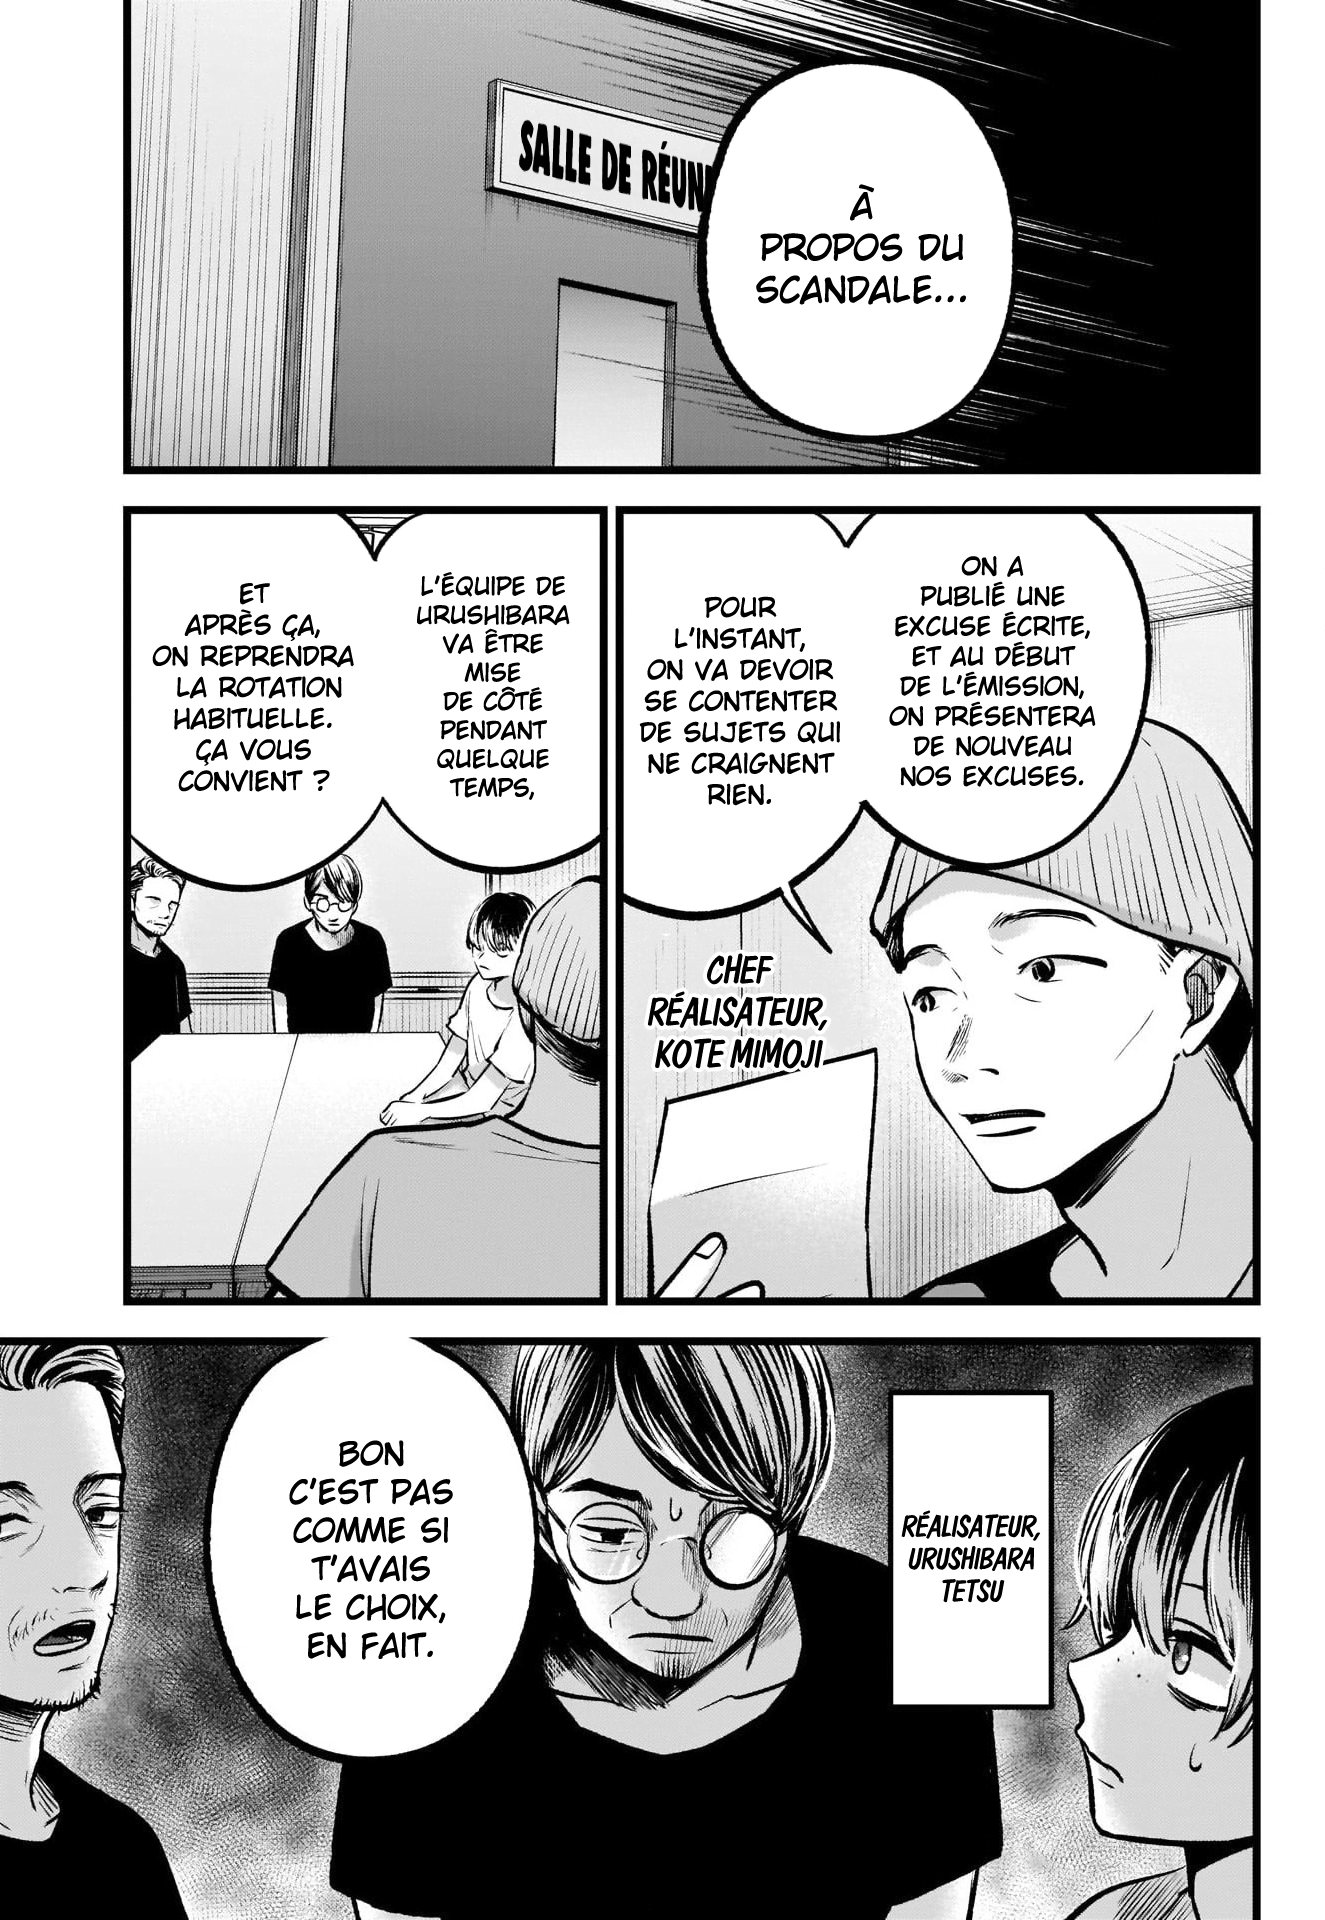 SALLE DE RÉUN
À
PROPOS DU
SCANDALE...
ON A
PUBLIÉ UNE
EXCUSE ÉCRITE,
ET AU DÉBUT
DE L'ÉMISSION,
ON PRÉSENTERA
DE NOUVEAU
NOS EXCUSES.
POUR
L'INSTANT,
ON VA DEVOIR
SE CONTENTER
DE SUJETS QUI
NE CRAIGNENT
RIEN.
CHEF
RÉALISATEUR,
KOTE MIMOJI
L'ÉQUIPE DE
URUSHIBARA
VA ÊTRE
MISE
DE CÔTÉ
PENDANT
QUELQUE
TEMPS,
ET
APRÈS ÇA,
ON REPRENDRA
LA ROTATION
HABITUELLE.
ÇA VOUS
CONVIENT ?
RÉALISATEUR,
URUSHIBARA
TETSU
BON
C'EST PAS
COMME SI
T'AVAIS
LE CHOIX,
EN FAIT.